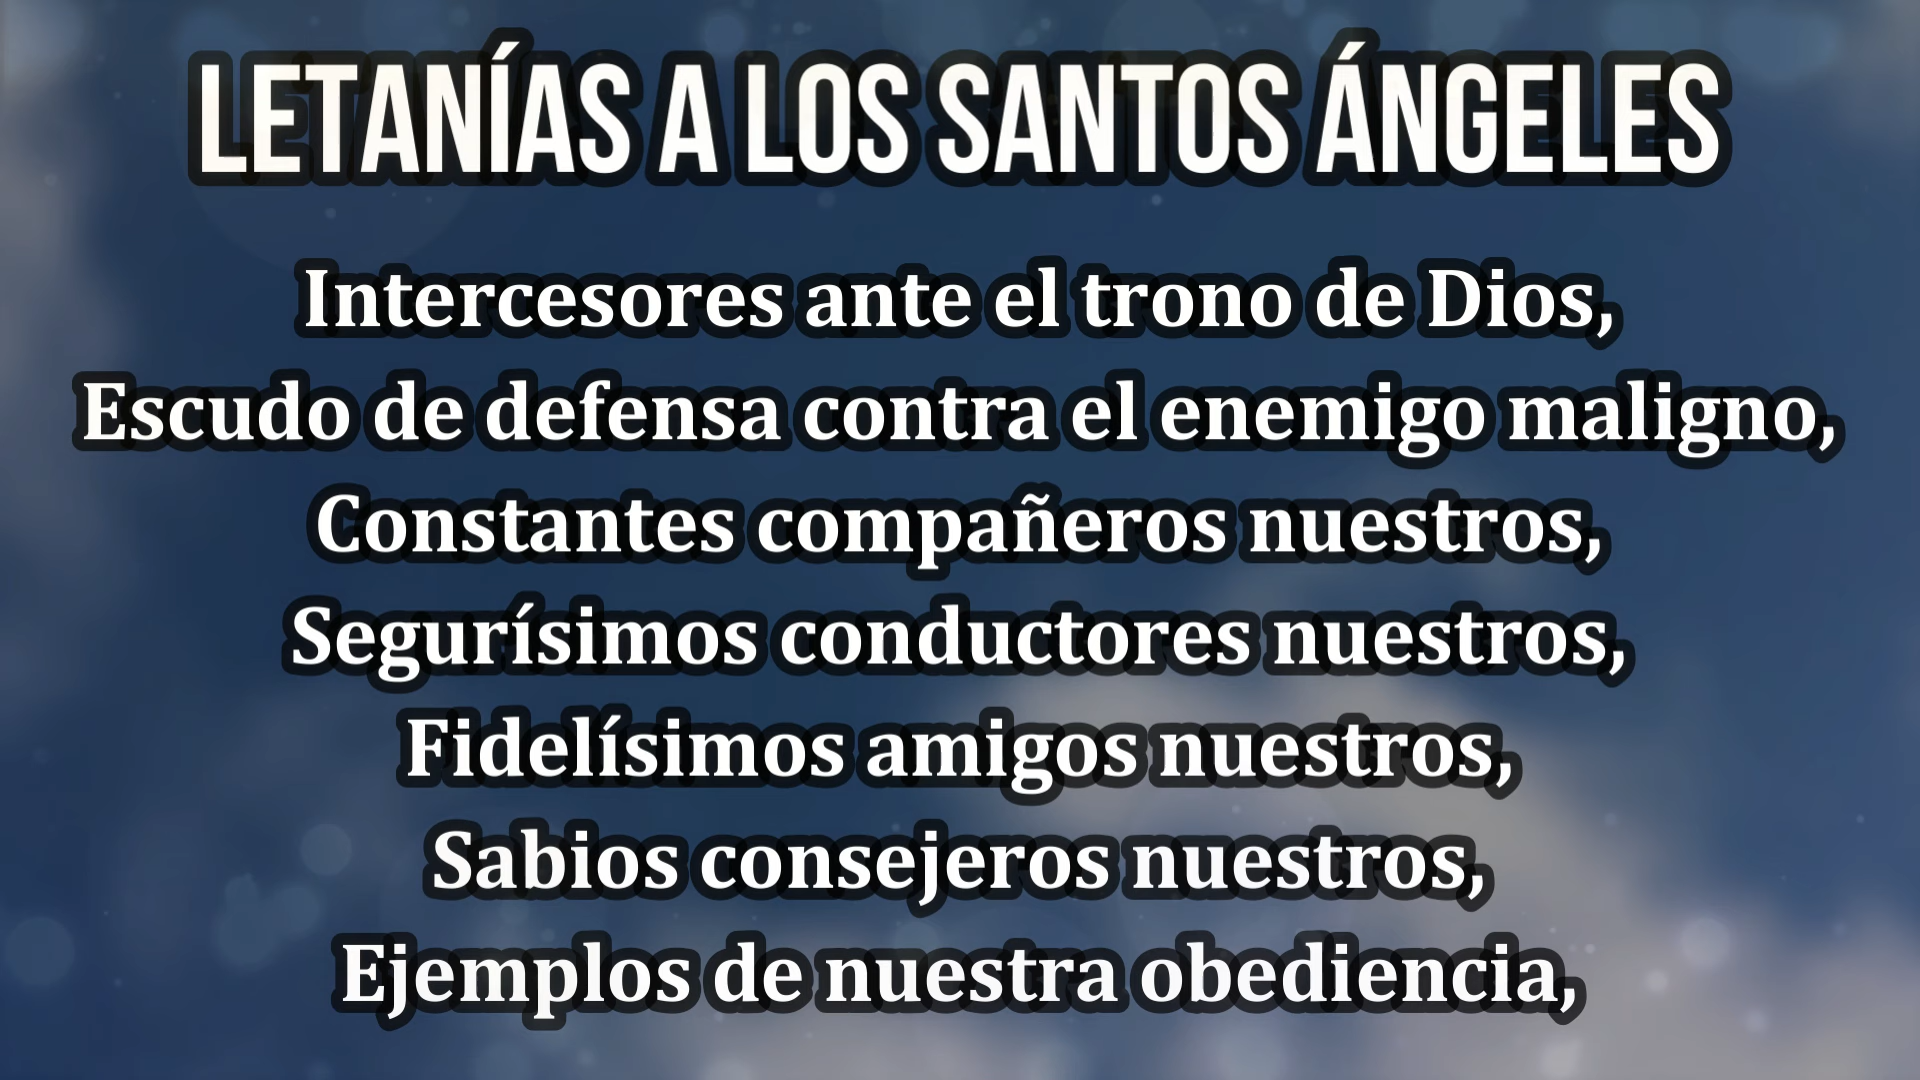 LETANÍAS A LOS SANTOS ÁNGELES
Intercesores ante el trono de Dios,
Escudo de defensa contra el enemigo maligno,
Constantes compañeros nuestros,
Segurísimos conductores nuestros,
Fidelísimos amigos nuestros,
Sabios consejeros nuestros,
Ejemplos de nuestra obediencia,